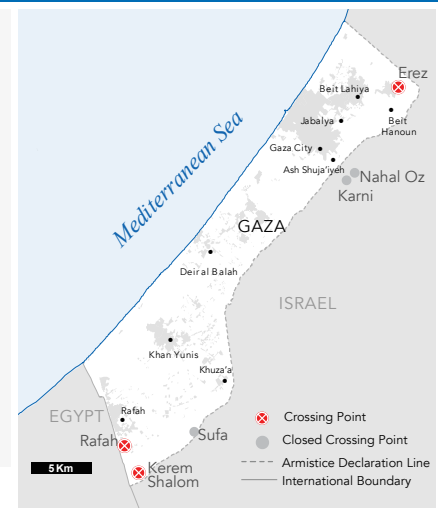 Erez
Beit Lahiya
Jabalya
Beit
Hanoun
Gaza City
Ash Shuja'iyeh
Nahal Oz
Karni
Mediterranean Sea
GAZA
Deir al Balah
ISRAEL
Khan Yunis
Khuza'a
EGYPT
Rafah
Rafah
Sufa
Kerem
Shalom
5 Km
Crossing Point
Closed Crossing Point
Armistice Declaration Line
International Boundary